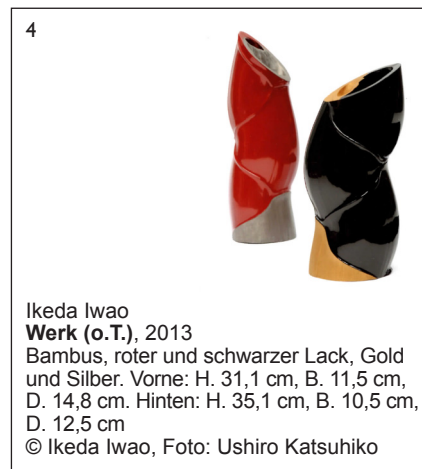 4
Ikeda Iwao
Werk (o.T.), 2013
Bambus, roter und schwarzer Lack, Gold
und Silber. Vorne: H. 31,1 cm, B. 11,5 cm,
D. 14,8 cm. Hinten: H. 35,1 cm, B. 10,5 cm,
D. 12,5 cm
© Ikeda Iwao, Foto: Ushiro Katsuhiko